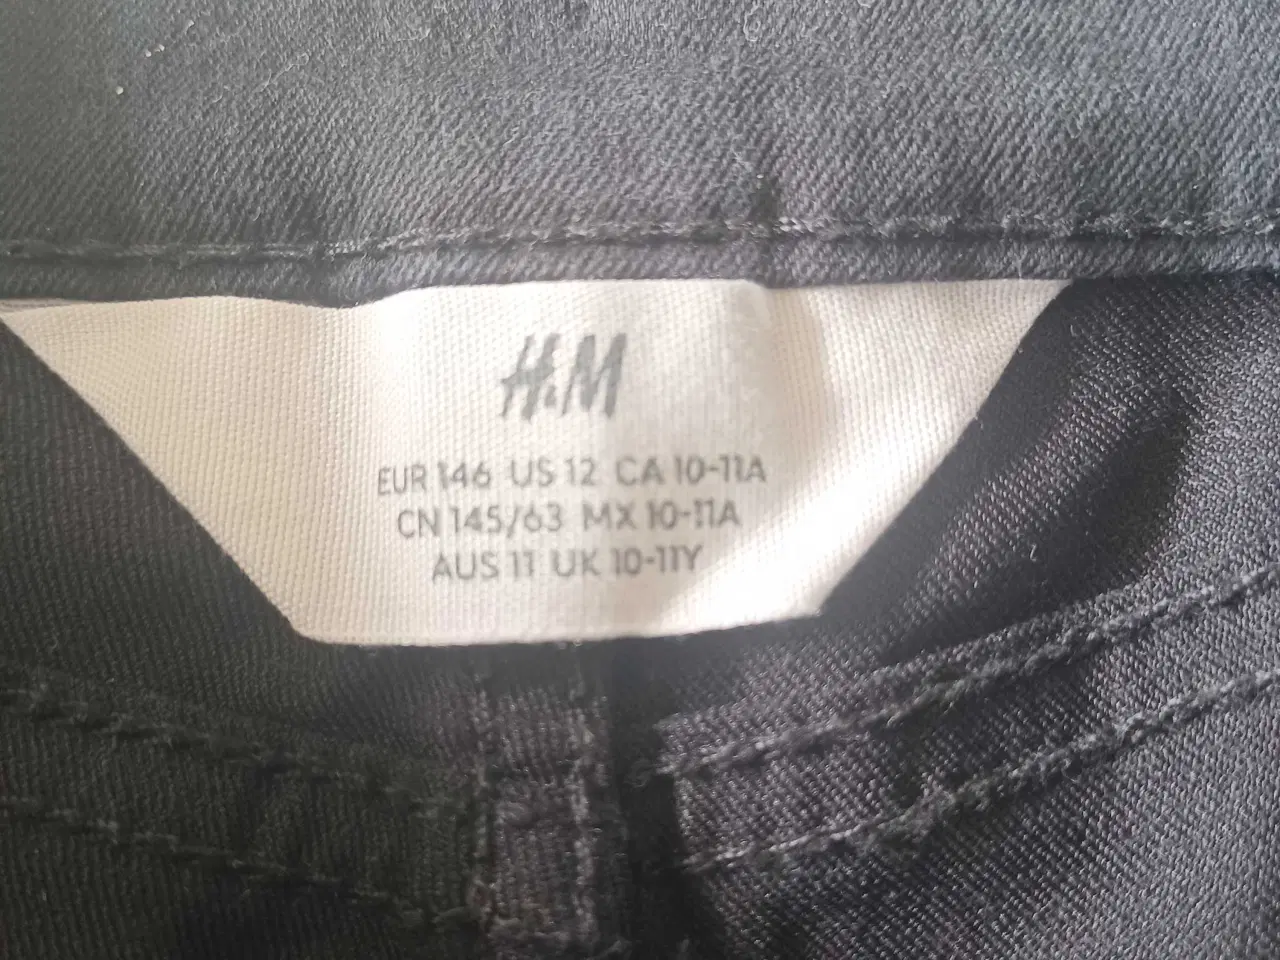 H&M
EUR 146 US 12 CA 10-11A
CN 145/63 MX 10-11A
AUS 11 UK 10-11Y